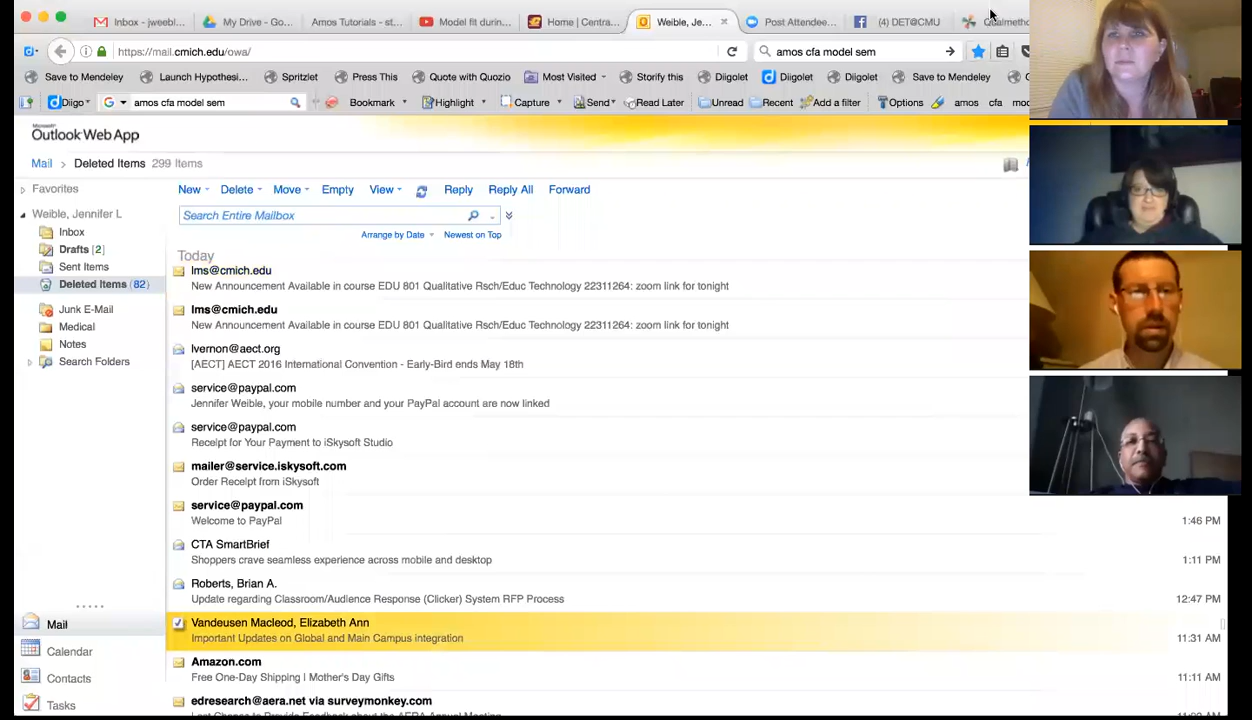 Inbox - jweebl...
My Drive - Go...
Amos Tutorials - st...
Model fit durin...
Home | Centra...
Weible, Je...
Post Attendee...
(4) DET@CMU
https://mail.cmich.edu/owa/
amos cfa model sem
Save to Mendeley
Launch Hypothesi...
Spritzlet
Press This
Quote with Quozio
Most Visited
Storify this
Diigolet
Diigolet
Diigolet
Save to Mendeley
Diigo
amos cfa model sem
Bookmark
Highlight
Capture
Send
Read Later
Unread
Recent
Add a filter
Options
amos
cfa
Microsoft
Outlook Web App
Mail > Deleted Items 299 Items
Favorites
Weible, Jennifer L
Inbox
Drafts [2]
Sent Items
Deleted Items (82)
Junk E-Mail
Medical
Notes
Search Folders
Mail
Calendar
Contacts
Tasks
New Delete Move Empty View Reply Reply All Forward
Search Entire Mailbox
Arrange by Date Newest on Top
Today
lms@cmich.edu
New Announcement Available in course EDU 801 Qualitative Rsch/Educ Technology 22311264: zoom link for tonight
lms@cmich.edu
New Announcement Available in course EDU 801 Qualitative Rsch/Educ Technology 22311264: zoom link for tonight
lvernon@aect.org
[AECT] AECT 2016 International Convention - Early-Bird ends May 18th
service@paypal.com
Jennifer Weible, your mobile number and your PayPal account are now linked
service@paypal.com
Receipt for Your Payment to iSkysoft Studio
mailer@service.iskysoft.com
Order Receipt from iSkysoft
service@paypal.com
Welcome to PayPal 1:46 PM
CTA SmartBrief
Shoppers crave seamless experience across mobile and desktop 1:11 PM
Roberts, Brian A.
Update regarding Classroom/Audience Response (Clicker) System RFP Process 12:47 PM
Vandeusen Macleod, Elizabeth Ann
Important Updates on Global and Main Campus integration 11:31 AM
Amazon.com
Free One-Day Shipping | Mother's Day Gifts 11:11 AM
edresearch@aera.net via surveymonkey.com